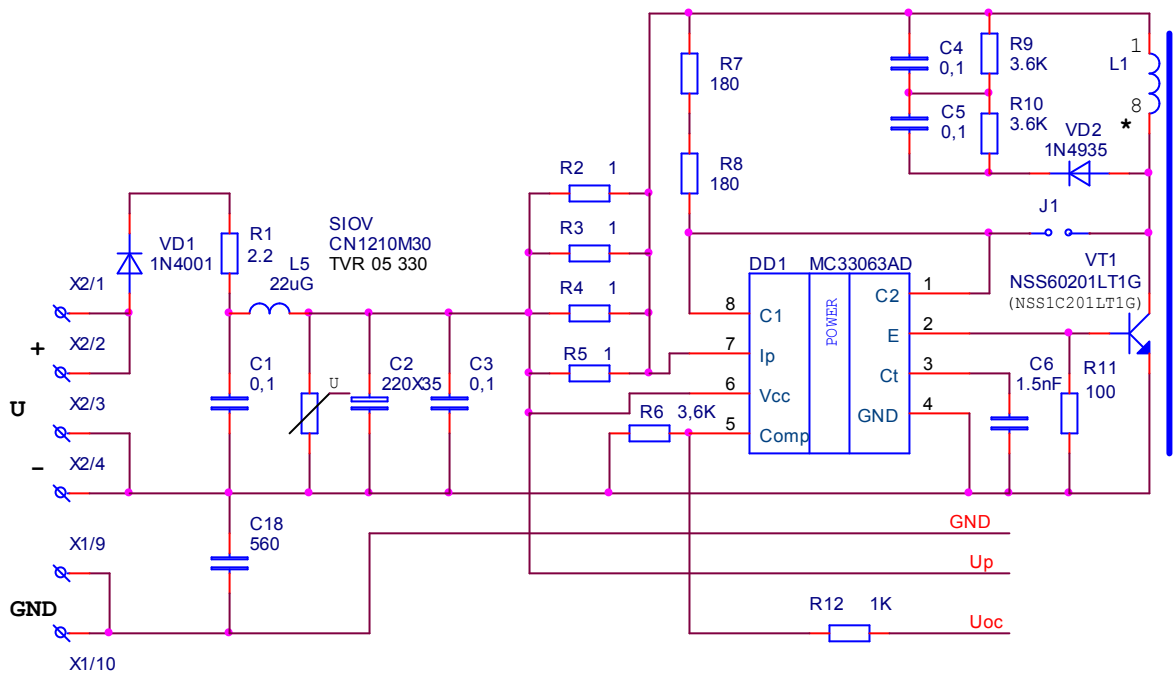 1
L1
8
*
C4
0,1
R9
3.6K
C5
0,1
R10
3.6K
VD2
1N4935
R7
180
R8
180
J1
R2 1
R3 1
R4 1
R5 1
SIOV
CN1210M30
TVR 05 330
VD1
1N4001
R1
2.2
L5
22uG
X2/1
+
X2/2
U
X2/3
-
X2/4
C1
0,1
U
C2
220X35
C3
0,1
DD1 MC33063AD
POWER
8 C1
7 Ip
6 Vcc
5 Comp
C2 1
E 2
Ct 3
GND 4
VT1
NSS60201LT1G
(NSS1C201LT1G)
R6 3,6K
C6
1.5nF
R11
100
C18
560
X1/9
GND
X1/10
GND
Up
R12 1K
Uoc